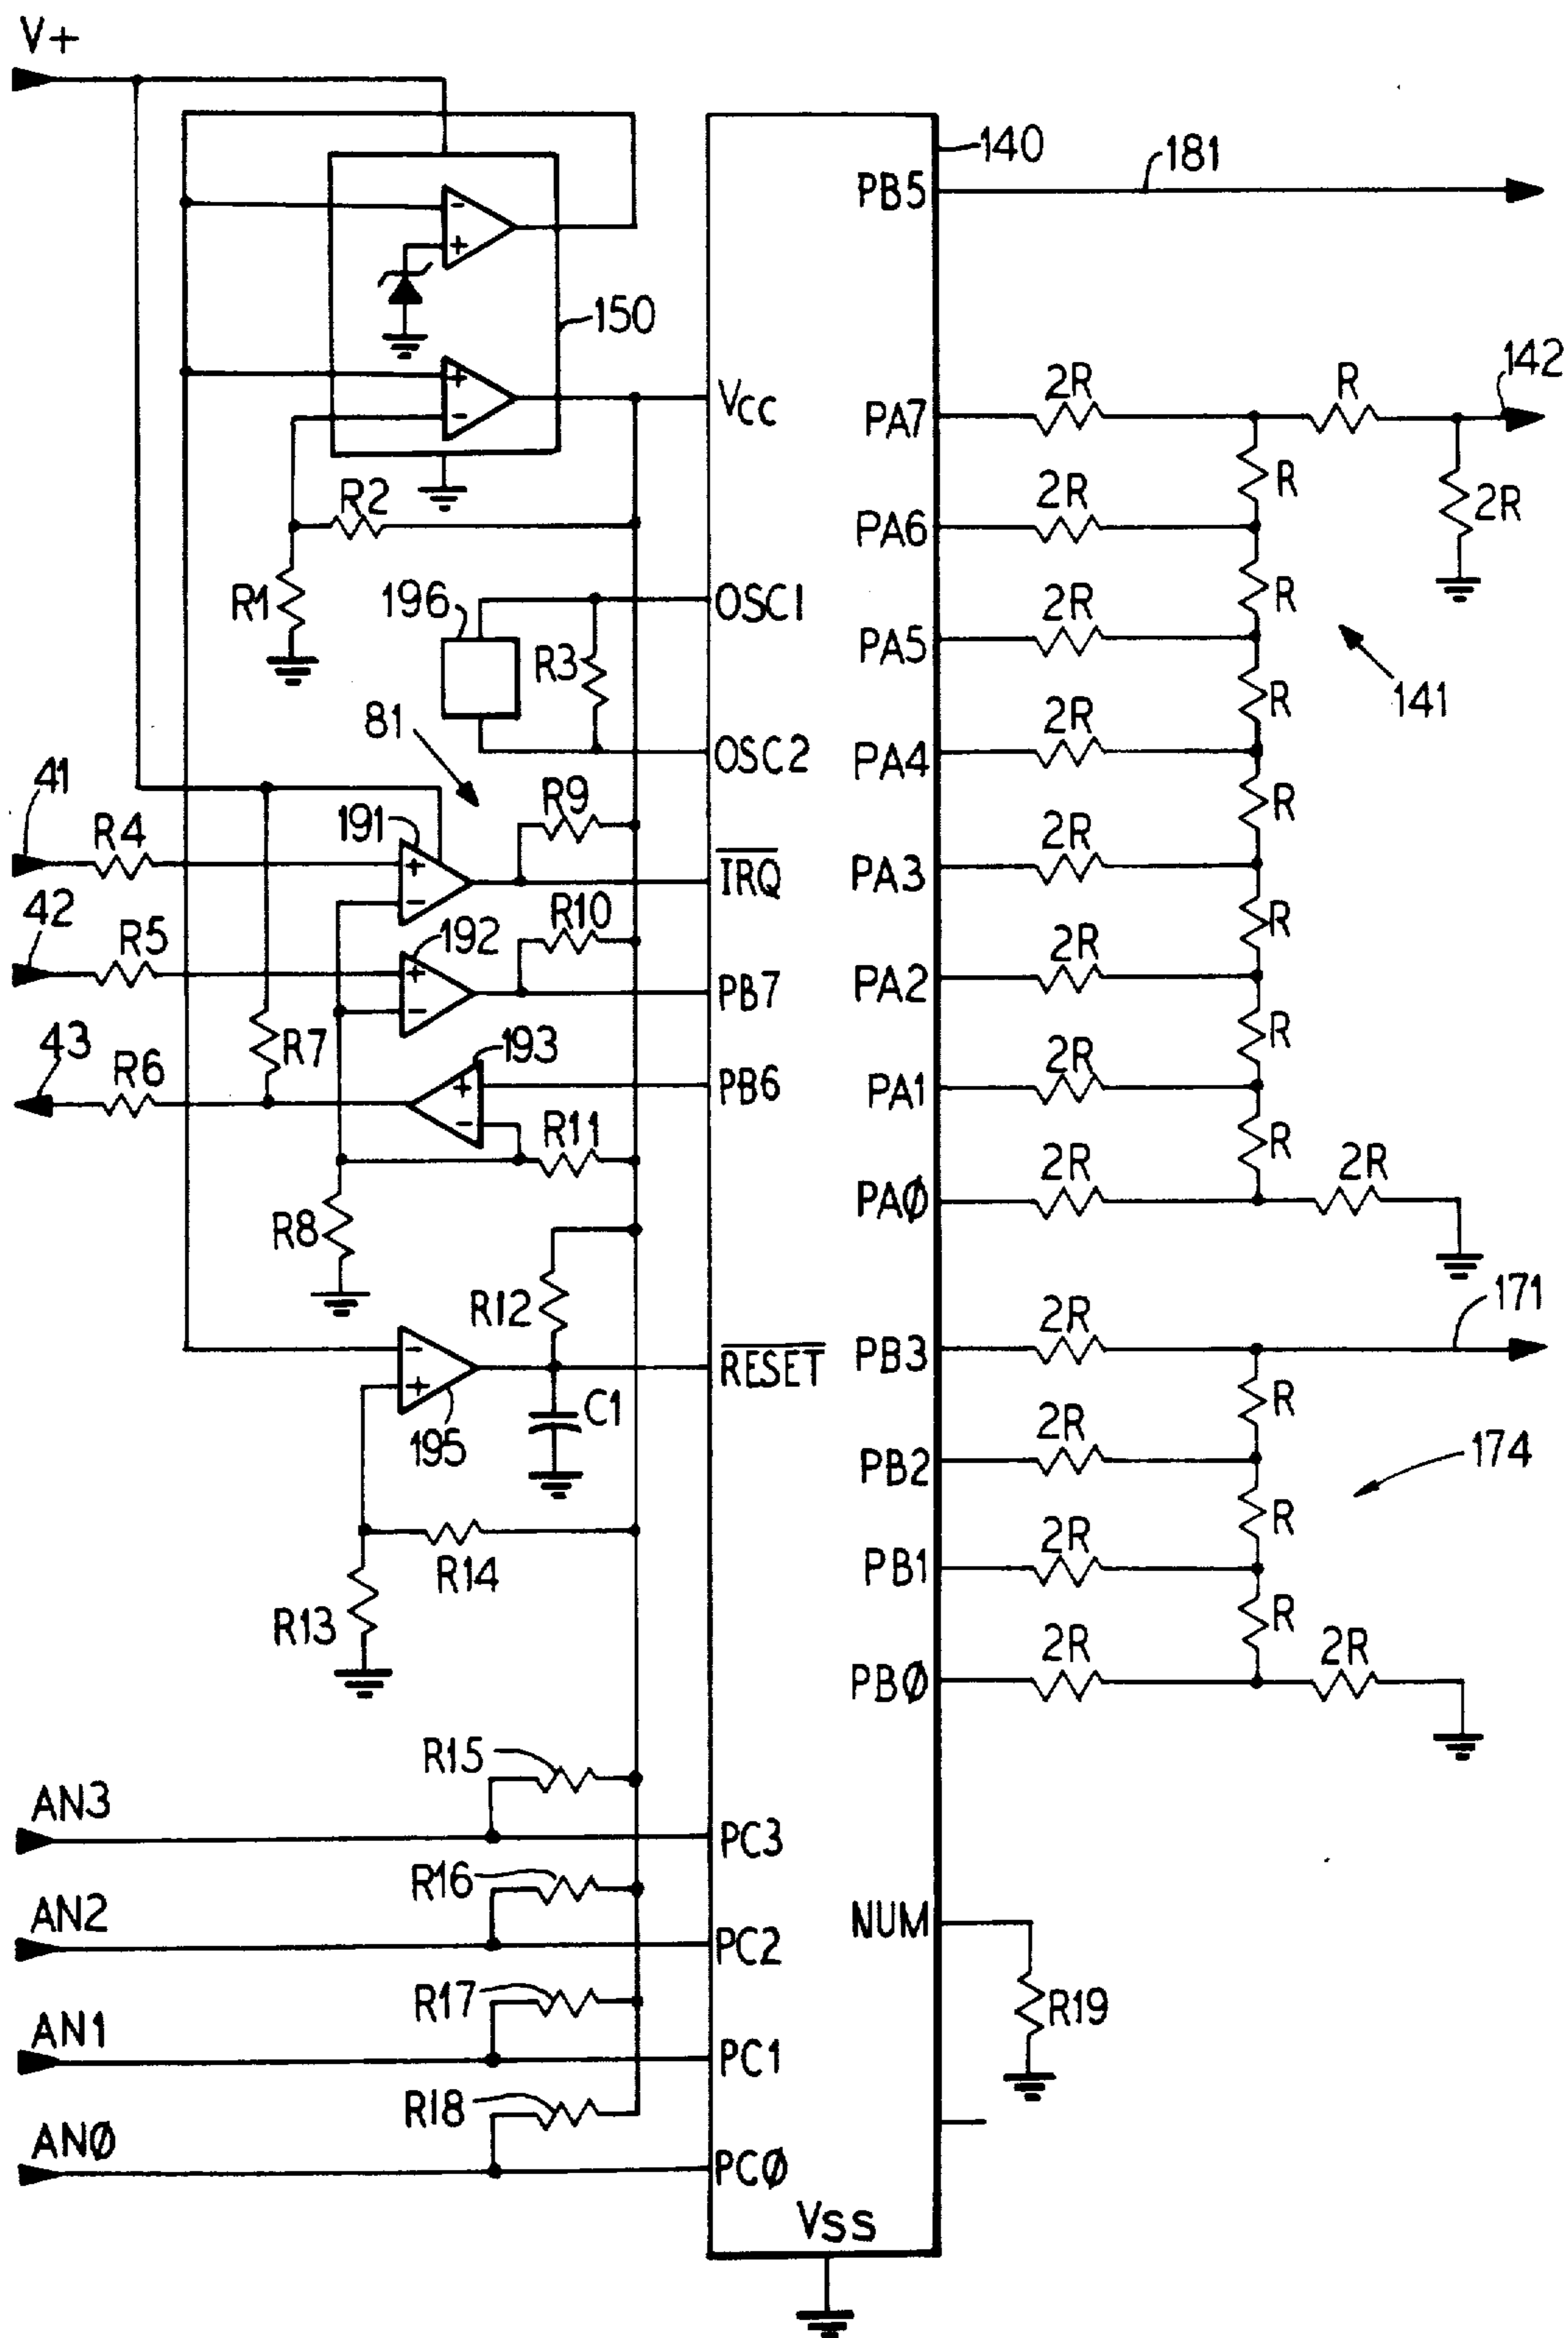 V+
140
PB5
181
150
VCC
PA7
2R
R
142
R
2R
R2
PA6
2R
R1
196
OSC1
R
R3
PA5
2R
141
81
R
OSC2
PA4
2R
41
R4
191
R9
R
IRQ
PA3
2R
42
R5
192
R10
R
PB7
PA2
2R
43
R6
R7
193
R
PB6
PA1
2R
R11
R
R8
PAØ
2R
2R
R12
171
RESET
PB3
2R
195
C1
R
PB2
2R
174
R14
R
R13
PB1
2R
R
PBØ
2R
2R
R15
AN3
PC3
R16
AN2
PC2
NUM
R17
R19
AN1
PC1
R18
ANØ
PCØ
VSS